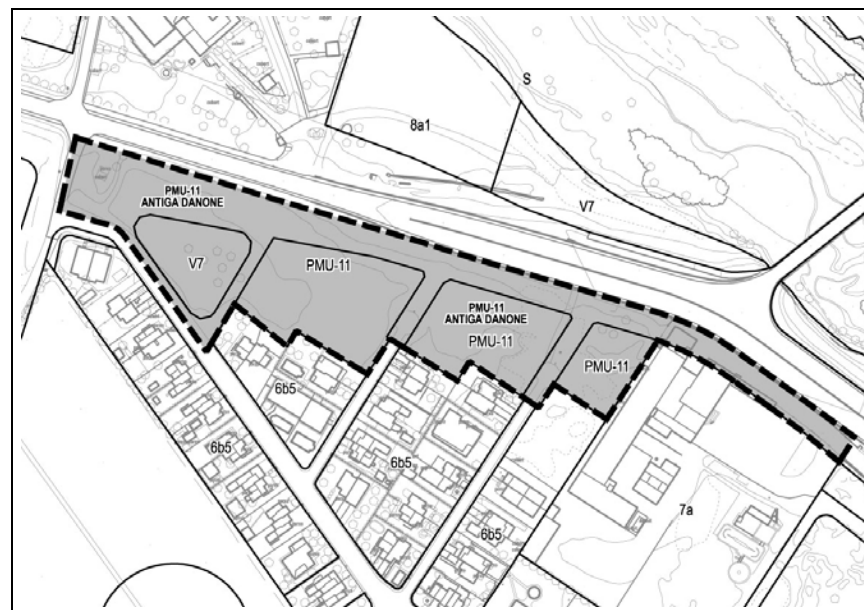 S
8a1
V7
PMU-11
ANTIGA DANONE
V7
PMU-11
PMU-11
ANTIGA DANONE
PMU-11
PMU-11
6b5
6b5
6b5
6b5
7a